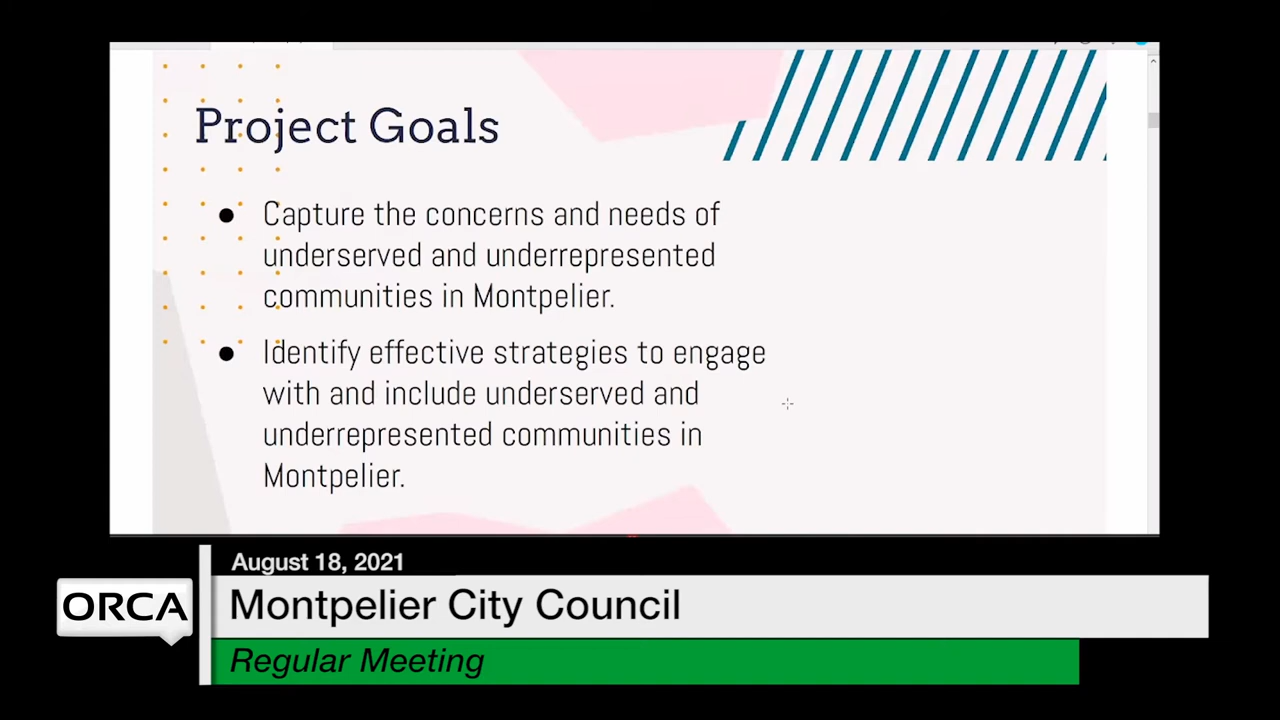 Project Goals
● Capture the concerns and needs of
underserved and underrepresented
communities in Montpelier.
● Identify effective strategies to engage
with and include underserved and
underrepresented communities in
Montpelier.
August 18, 2021
ORCA
Montpelier City Council
Regular Meeting